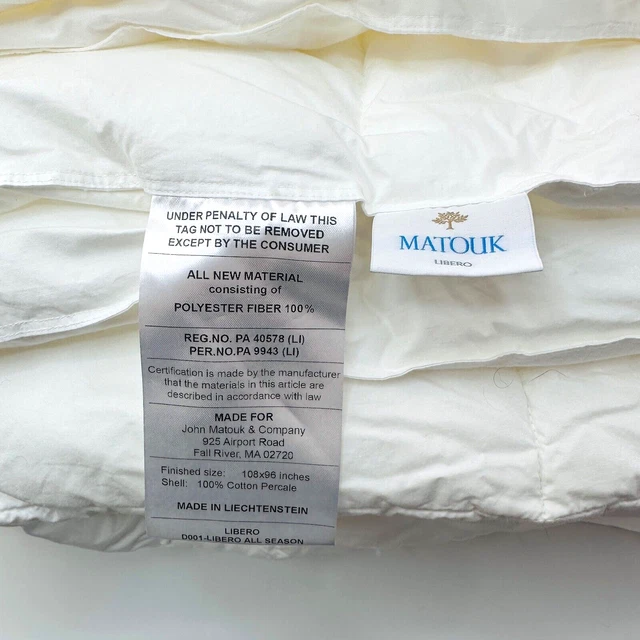 UNDER PENALTY OF LAW THIS
TAG NOT TO BE REMOVED
EXCEPT BY THE CONSUMER
ALL NEW MATERIAL
consisting of
POLYESTER FIBER 100%
REG.NO. PA 40578 (LI)
PER.NO.PA 9943 (LI)
Certification is made by the manufacturer
that the materials in this article are
described in accordance with law
MADE FOR
John Matouk & Company
925 Airport Road
Fall River, MA 02720
Finished size: 108x96 inches
Shell: 100% Cotton Percale
MADE IN LIECHTENSTEIN
LIBERO
D001-LIBERO ALL SEASON
MATOUK
LIBERO